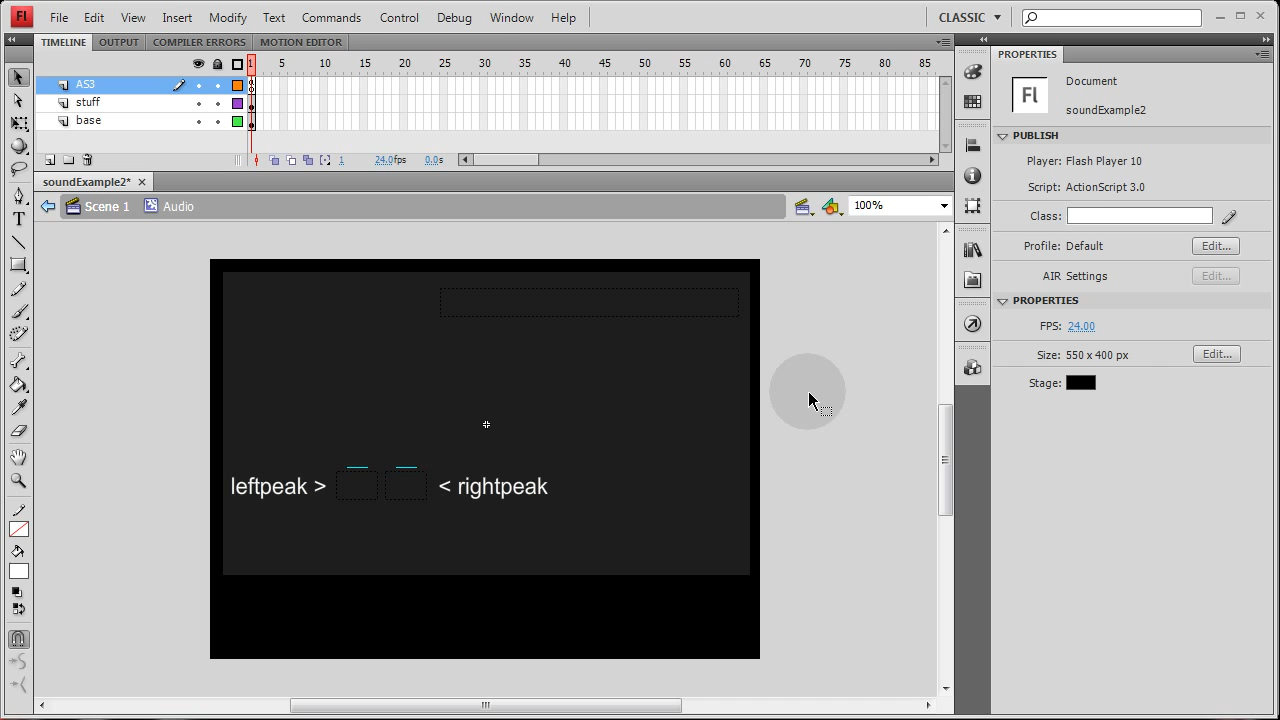 Fl File Edit View Insert Modify Text Commands Control Debug Window Help CLASSIC
TIMELINE OUTPUT COMPILER ERRORS MOTION EDITOR
PROPERTIES
1 5 10 15 20 25 30 35 40 45 50 55 60 65 70 75 80 85
AS3
stuff
base
1 24.0fps 0.0s
soundExample2*
Scene 1 Audio 100%
leftpeak > < rightpeak
Fl
Document
soundExample2
PUBLISH
Player: Flash Player 10
Script: ActionScript 3.0
Class:
Profile: Default Edit...
AIR Settings Edit...
PROPERTIES
FPS: 24.00
Size: 550 x 400 px Edit...
Stage: